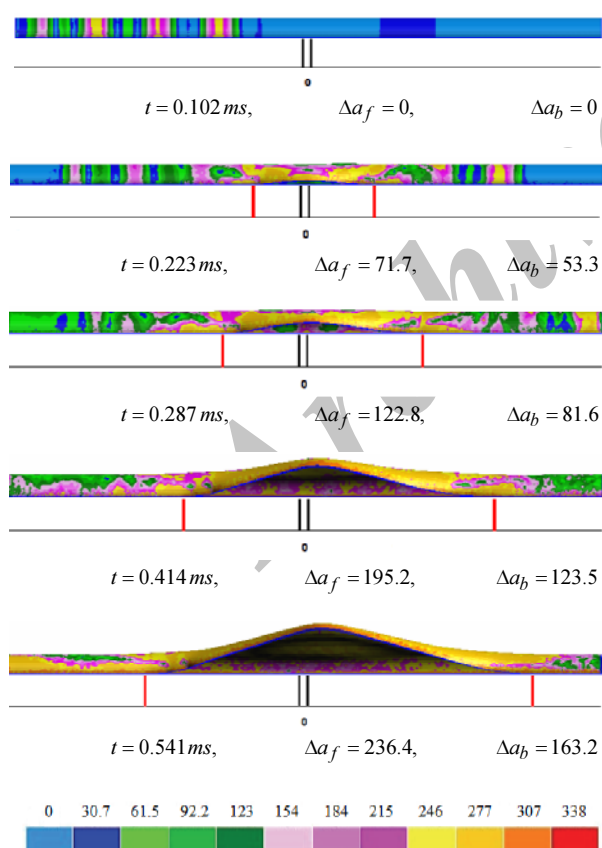 0
t = 0.102 ms, Δa_f = 0, Δa_b = 0
0
t = 0.223 ms, Δa_f = 71.7, Δa_b = 53.3
0
t = 0.287 ms, Δa_f = 122.8, Δa_b = 81.6
0
t = 0.414 ms, Δa_f = 195.2, Δa_b = 123.5
0
t = 0.541 ms, Δa_f = 236.4, Δa_b = 163.2
0 30.7 61.5 92.2 123 154 184 215 246 277 307 338